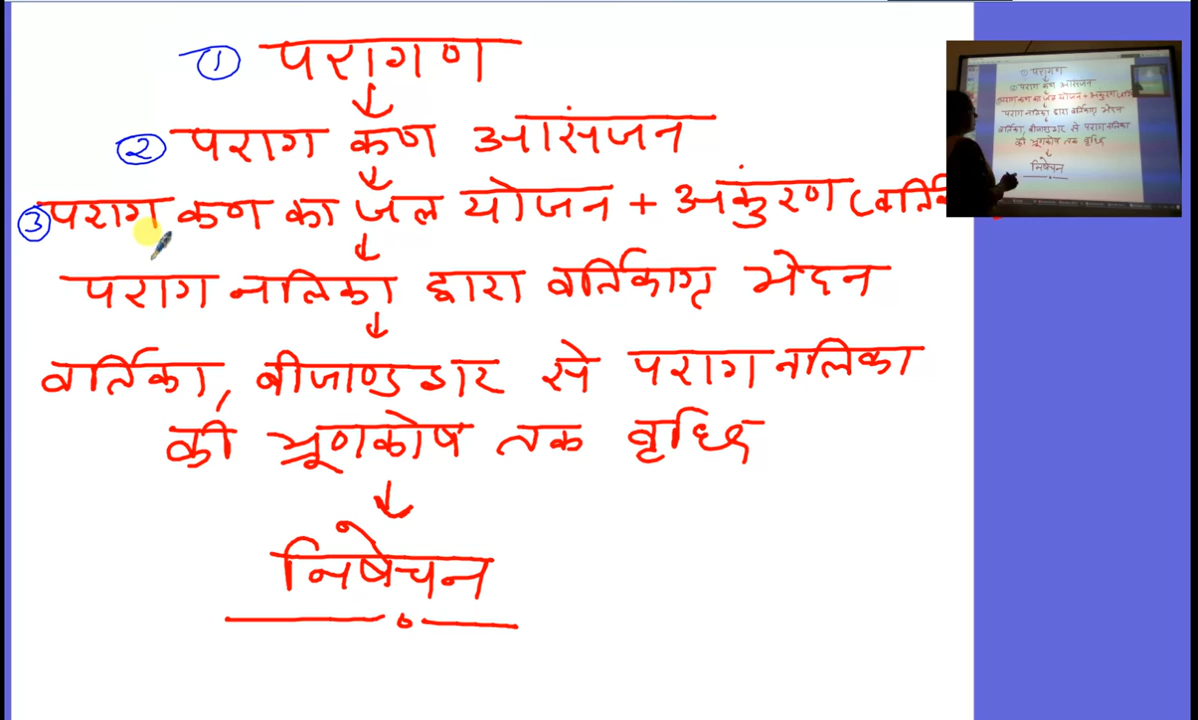 ① परागण
② पराग कण आसंजन
③ पराग कण का जल योजन + अंकुरण
पराग नलिका द्वारा वर्तिकाग्र भेदन
वर्तिका, बीजाण्डद्वार से पराग नलिका
की भ्रूणकोष तक वृध्दि
निषेचन